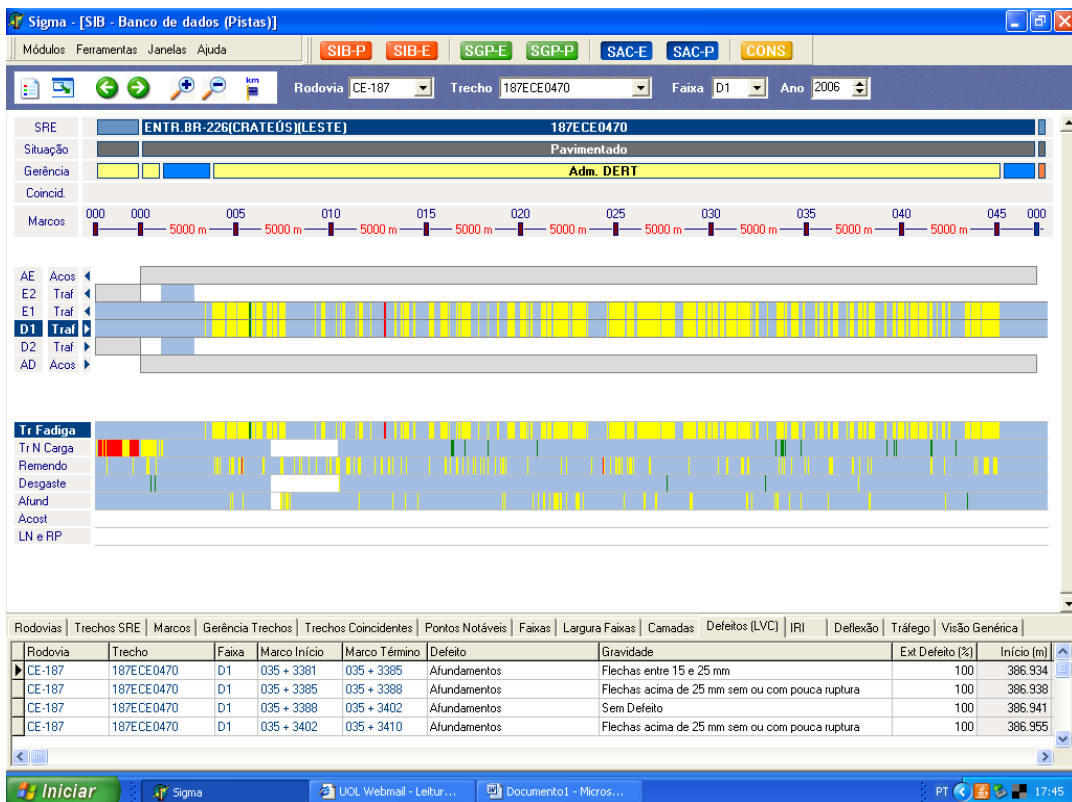 Sigma - [SIB - Banco de dados (Pistas)]
Módulos Ferramentas Janelas Ajuda SIB-P SIB-E SGP-E SGP-P SAC-E SAC-P CONS
km Rodovia CE-187 Trecho 187ECE0470 Faixa D1 Ano 2006
SRE ENTR.BR-226(CRATEÚS)(LESTE) 187ECE0470
Situação Pavimentado
Gerência Adm. DERT
Coincid.
000 000 005 010 015 020 025 030 035 040 045 000
Marcos 5000 m 5000 m 5000 m 5000 m 5000 m 5000 m 5000 m 5000 m 5000 m
AE Acos
E2 Traf
E1 Traf
D1 Traf
D2 Traf
AD Acos
Tr Fadiga
Tr N Carga
Remendo
Desgaste
Afund
Acost
LN e RP
Rodovias Trechos SRE Marcos Gerência Trechos Trechos Coincidentes Pontos Notáveis Faixas Largura Faixas Camadas Defeitos (LVC) IRI Deflexão Tráfego Visão Genérica
Rodovia Trecho Faixa Marco Início Marco Término Defeito Gravidade Ext Defeito (%) Início (m)
CE-187 187ECE0470 D1 035 + 3381 035 + 3385 Afundamentos Flechas entre 15 e 25 mm 100 386.934
CE-187 187ECE0470 D1 035 + 3385 035 + 3388 Afundamentos Flechas acima de 25 mm sem ou com pouca ruptura 100 386.938
CE-187 187ECE0470 D1 035 + 3388 035 + 3402 Afundamentos Sem Defeito 100 386.941
CE-187 187ECE0470 D1 035 + 3402 035 + 3410 Afundamentos Flechas acima de 25 mm sem ou com pouca ruptura 100 386.955
Iniciar Sigma UOL Webmail - Leitur... Documento1 - Micros... PT 17:45